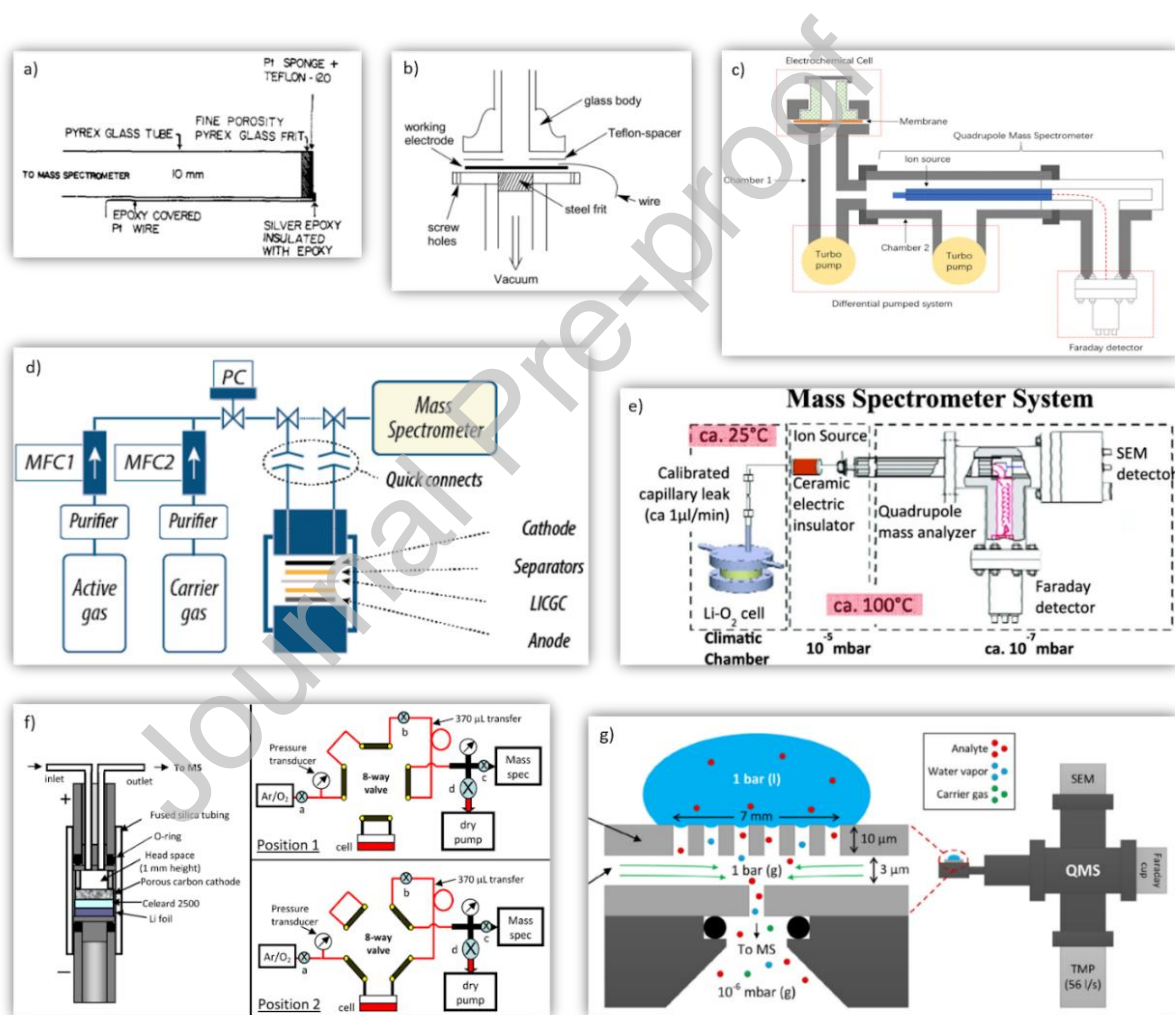 Journal Pre-proof
a)
Pt SPONGE +
TEFLON-120
FINE POROSITY
PYREX GLASS FRIT
PYREX GLASS TUBE
TO MASS SPECTROMETER
10 mm
EPOXY COVERED
Pt WIRE
SILVER EPOXY
INSULATED
WITH EPOXY
b)
glass body
working
electrode
Teflon-spacer
screw
holes
steel frit
wire
Vacuum
c)
Electrochemical Cell
Membrane
Quadrupole Mass Spectrometer
Ion source
Chamber 1
Chamber 2
Turbo
pump
Turbo
pump
Differential pumped system
Faraday detector
d)
PC
Mass
Spectrometer
MFC1
MFC2
Quick connects
Purifier
Purifier
Active
gas
Carrier
gas
Cathode
Separators
LICGC
Anode
e)
Mass Spectrometer System
ca. 25°C
Ion Source
SEM
detector
Calibrated
capillary leak
(ca 1µl/min)
Ceramic
electric
insulator
Quadrupole
mass analyzer
Faraday
detector
Li-O2 cell
ca. 100°C
Climatic
Chamber
10-5 mbar
ca. 10-7 mbar
f)
inlet
outlet
To MS
+
Fused silica tubing
O-ring
Head space
(1 mm height)
Porous carbon cathode
Celeard 2500
Li foil
−
370 µL transfer
b
Pressure
transducer
8-way
valve
Ar/O2
a
c
Mass
spec
d
dry
pump
Position 1
cell
370 µL transfer
b
Pressure
transducer
8-way
valve
Ar/O2
a
c
Mass
spec
d
dry
pump
Position 2
cell
g)
1 bar (l)
7 mm
10 µm
1 bar (g)
3 µm
To MS
10-6 mbar (g)
Analyte
Water vapor
Carrier gas
SEM
QMS
Faraday
cup
TMP
(56 l/s)